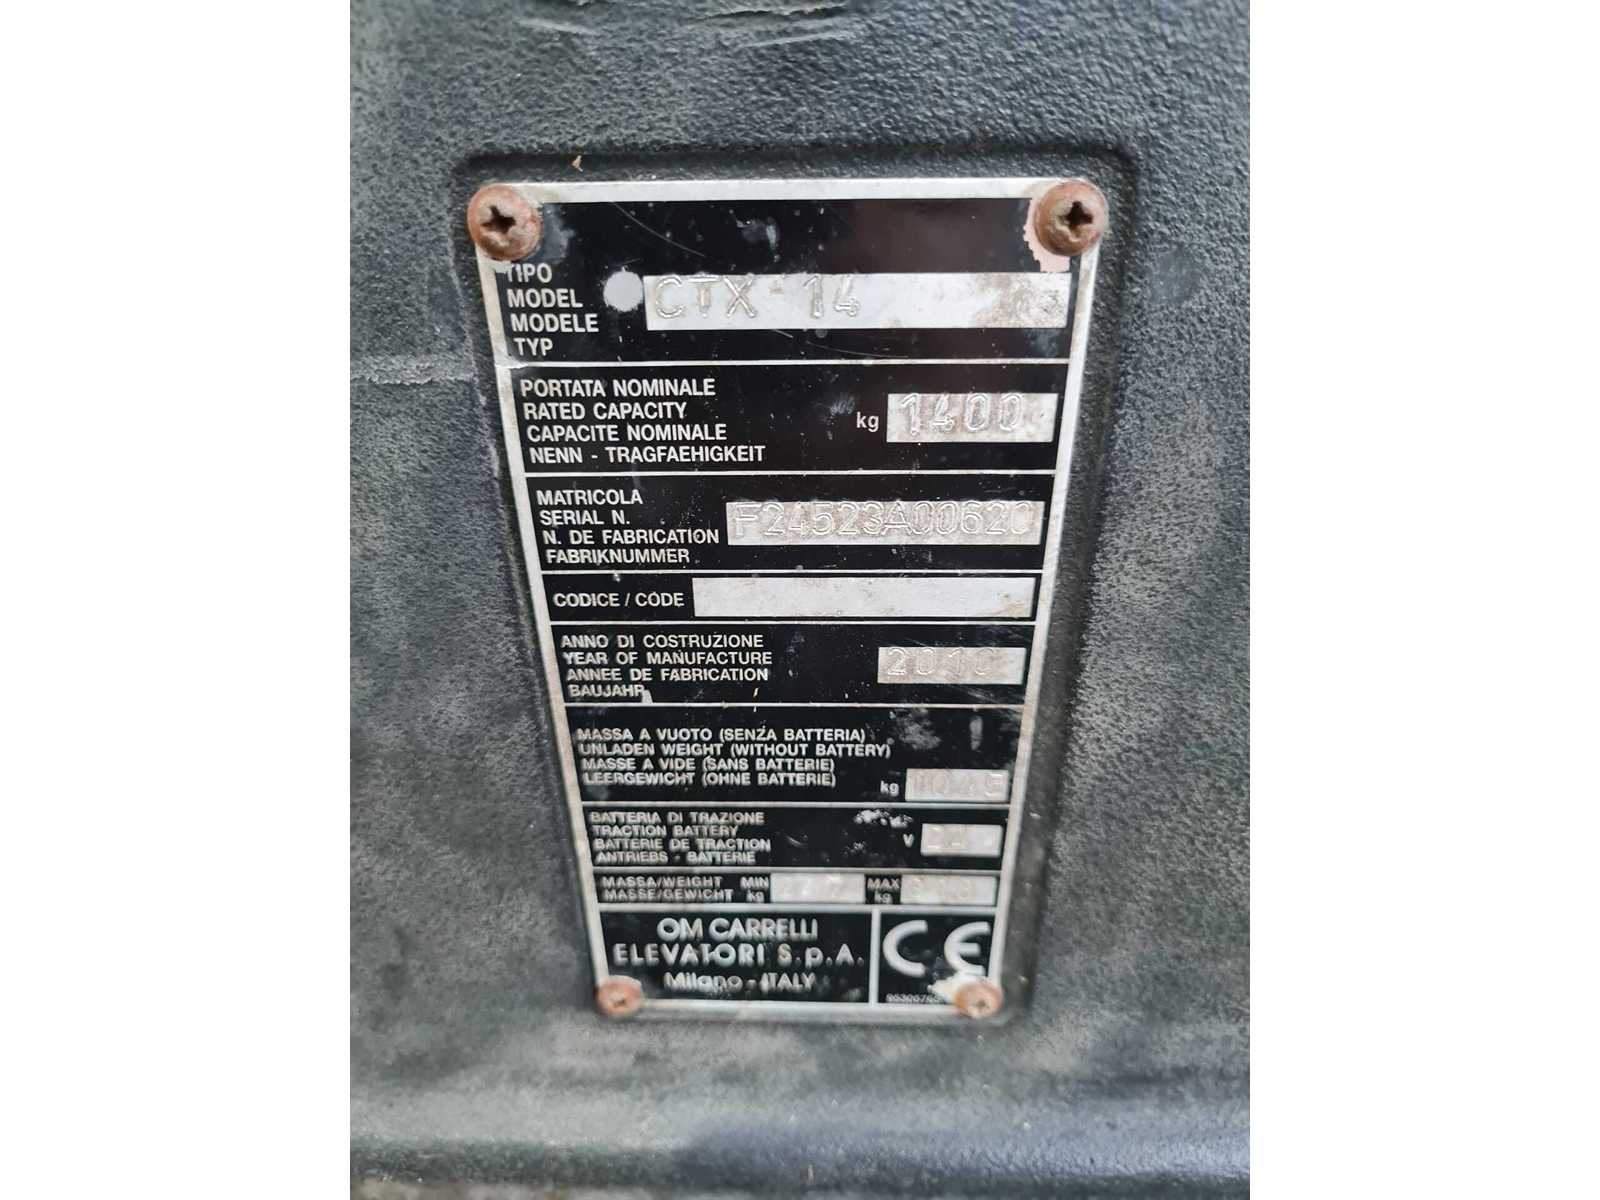 TIPO
MODEL
MODELE
TYP
CTX 14
PORTATA NOMINALE
RATED CAPACITY
CAPACITE NOMINALE
NENN - TRAGFAEHIGKEIT
kg 1400
MATRICOLA
SERIAL N.
N. DE FABRICATION
FABRIKNUMMER
F24523A00620
CODICE / CODE
ANNO DI COSTRUZIONE
YEAR OF MANUFACTURE
ANNEE DE FABRICATION
BAUJAHR
2010
MASSA A VUOTO (SENZA BATTERIA)
UNLADEN WEIGHT (WITHOUT BATTERY)
MASSE A VIDE (SANS BATTERIE)
LEERGEWICHT (OHNE BATTERIE)
kg
BATTERIA DI TRAZIONE
TRACTION BATTERY
BATTERIE DE TRACTION
ANTRIEBS - BATTERIE
V
MASSA/WEIGHT MIN MAX
MASSE/GEWICHT kg kg
OM CARRELLI
ELEVATORI S.p.A.
Milano - ITALY
CE